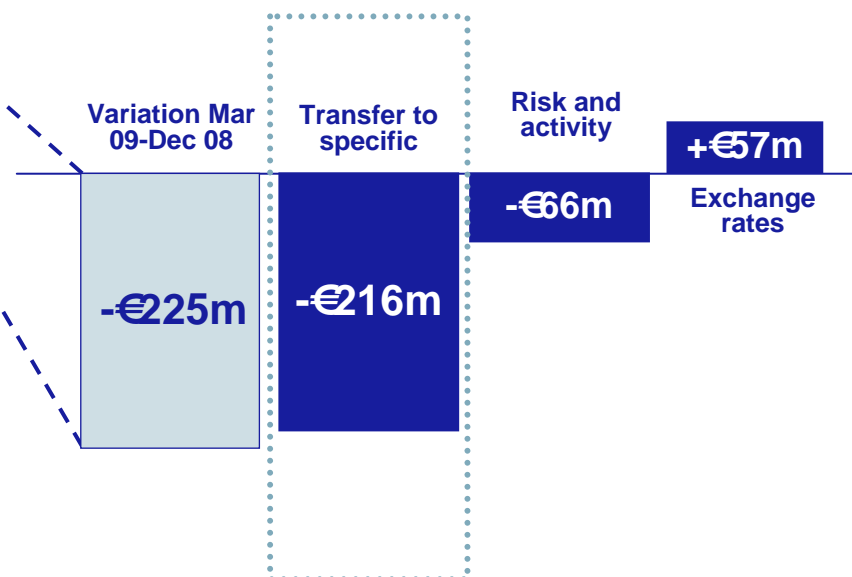 Variation Mar
09-Dec 08
-€225m
Transfer to
specific
-€216m
Risk and
activity
-€66m
+€57m
Exchange
rates